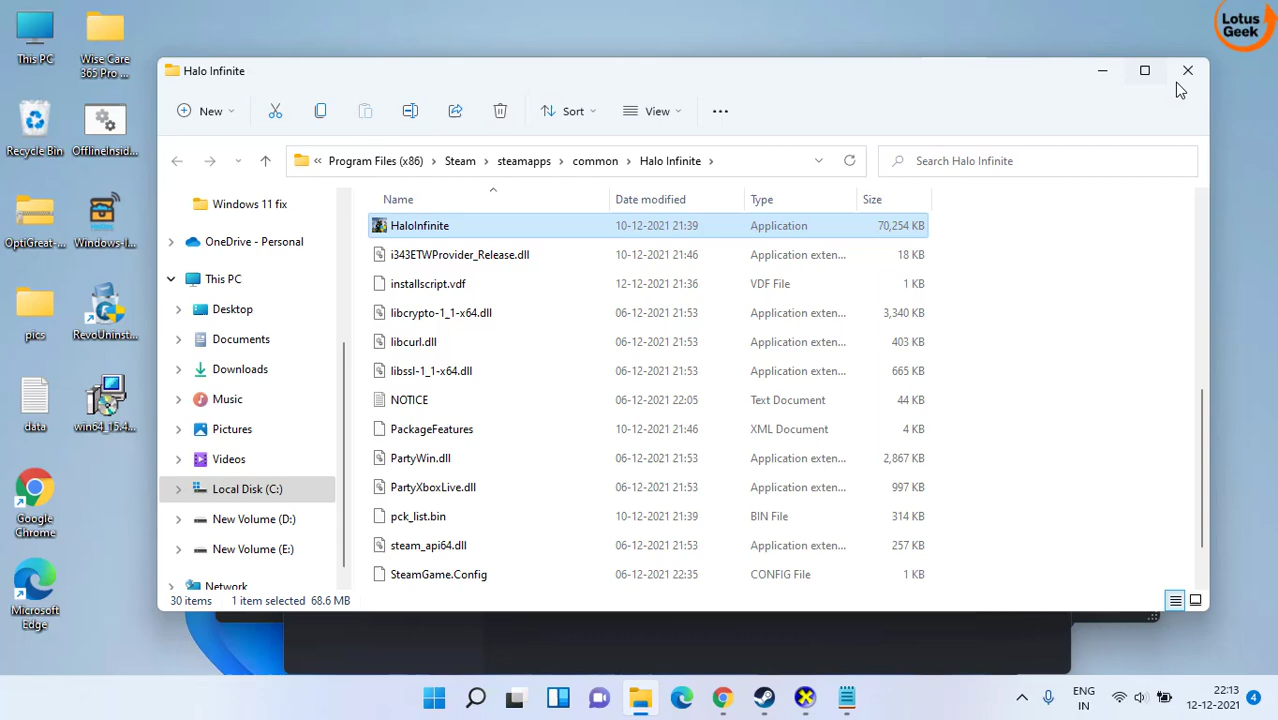 Lotus
Geek
This PC
Wise Care
365 Pro ...
Recycle Bin
OfflineInsid...
OptiGreat-...
Windows-I...
pics
RevoUninst...
data
win64_15.4...
Google
Chrome
Microsoft
Edge
Halo Infinite
New
Sort
View
« Program Files (x86) > Steam > steamapps > common > Halo Infinite >
Search Halo Infinite
Windows 11 fix
OneDrive - Personal
This PC
Desktop
Documents
Downloads
Music
Pictures
Videos
Local Disk (C:)
New Volume (D:)
New Volume (E:)
Network
Name Date modified Type Size
HaloInfinite 10-12-2021 21:39 Application 70,254 KB
i343ETWProvider_Release.dll 10-12-2021 21:46 Application exten... 18 KB
installscript.vdf 12-12-2021 21:36 VDF File 1 KB
libcrypto-1_1-x64.dll 06-12-2021 21:53 Application exten... 3,340 KB
libcurl.dll 06-12-2021 21:53 Application exten... 403 KB
libssl-1_1-x64.dll 06-12-2021 21:53 Application exten... 665 KB
NOTICE 06-12-2021 22:05 Text Document 44 KB
PackageFeatures 10-12-2021 21:46 XML Document 4 KB
PartyWin.dll 06-12-2021 21:53 Application exten... 2,867 KB
PartyXboxLive.dll 06-12-2021 21:53 Application exten... 997 KB
pck_list.bin 10-12-2021 21:39 BIN File 314 KB
steam_api64.dll 06-12-2021 21:53 Application exten... 257 KB
SteamGame.Config 06-12-2021 22:35 CONFIG File 1 KB
30 items 1 item selected 68.6 MB
ENG
IN
22:13
12-12-2021
4